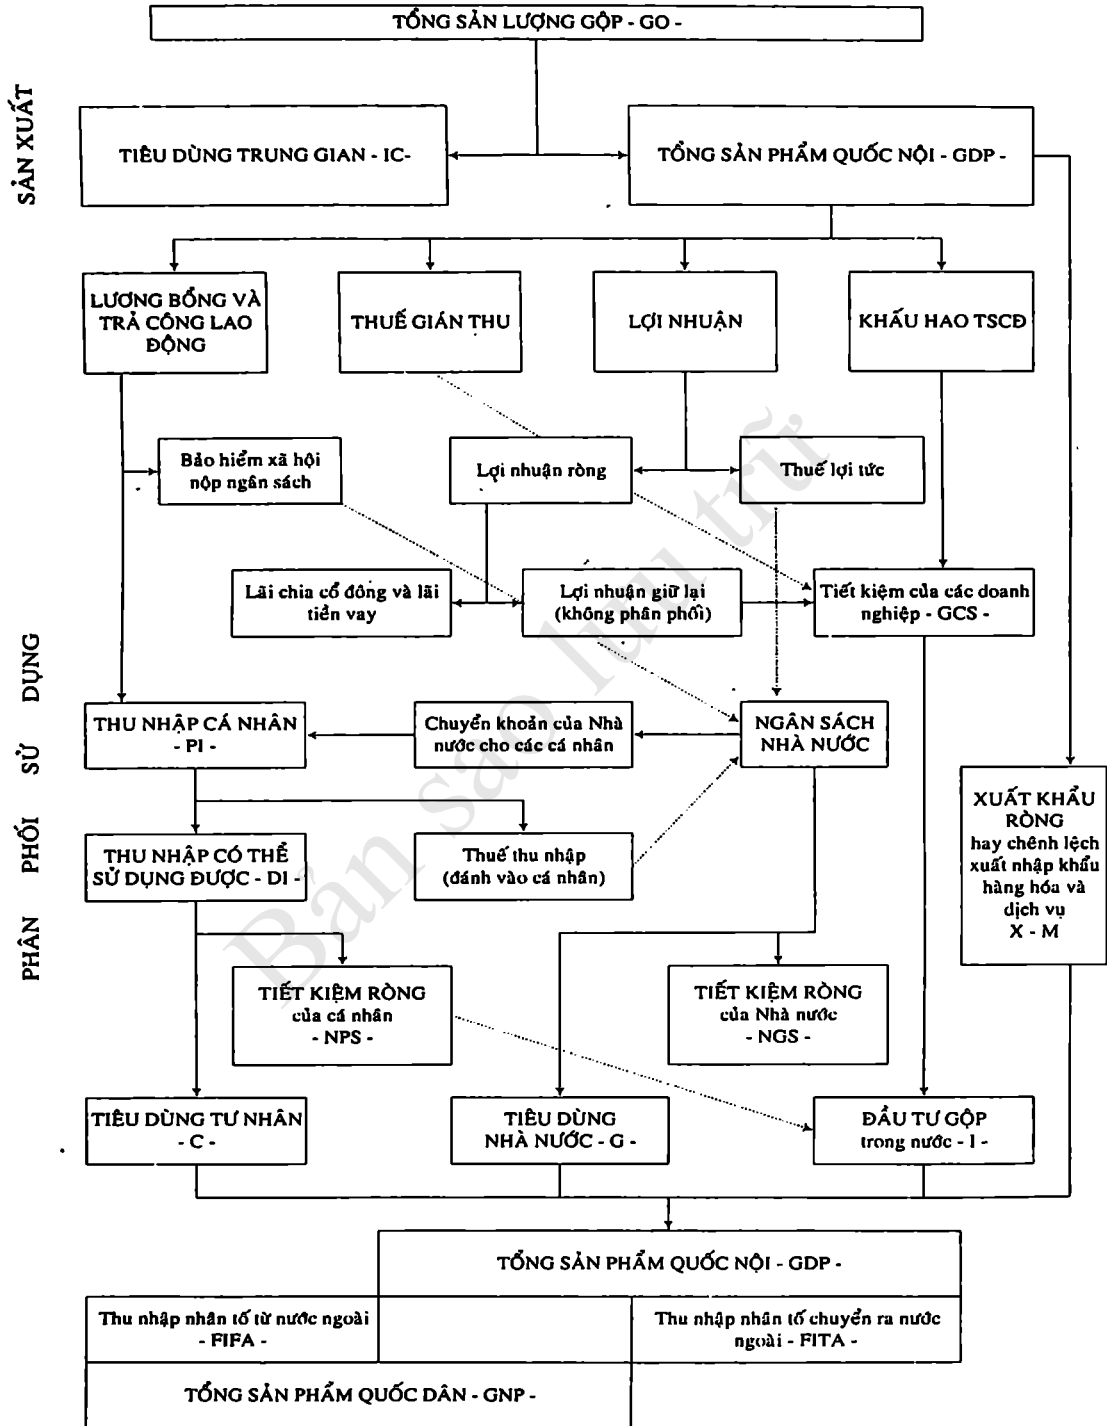 TỔNG SẢN LƯỢNG GỘP - GO -
SẢN XUẤT
TIÊU DÙNG TRUNG GIAN - IC-
TỔNG SẢN PHẨM QUỐC NỘI - GDP -
LƯƠNG BỔNG VÀ
TRẢ CÔNG LAO
ĐỘNG
THUẾ GIÁN THU
LỢI NHUẬN
KHẤU HAO TSCĐ
Bảo hiểm xã hội
nộp ngân sách
Lợi nhuận ròng
Thuế lợi tức
Lãi chia cổ đông và lãi
tiền vay
Lợi nhuận giữ lại
(không phân phối)
Tiết kiệm của các doanh
nghiệp - GCS -
PHÂN PHỐI SỬ DỤNG
THU NHẬP CÁ NHÂN
- PI -
Chuyển khoản của Nhà
nước cho các cá nhân
NGÂN SÁCH
NHÀ NƯỚC
THU NHẬP CÓ THỂ
SỬ DỤNG ĐƯỢC - DI -
Thuế thu nhập
(đánh vào cá nhân)
XUẤT KHẨU
RÒNG
hay chênh lệch
xuất nhập khẩu
hàng hóa và
dịch vụ
X - M
TIẾT KIỆM RÒNG
của cá nhân
- NPS -
TIẾT KIỆM RÒNG
của Nhà nước
- NGS -
TIÊU DÙNG TƯ NHÂN
- C -
TIÊU DÙNG
NHÀ NƯỚC - G -
ĐẦU TƯ GỘP
trong nước - I -
TỔNG SẢN PHẨM QUỐC NỘI - GDP -
Thu nhập nhân tố từ nước ngoài
- FIFA -
Thu nhập nhân tố chuyển ra nước
ngoài - FITA -
TỔNG SẢN PHẨM QUỐC DÂN - GNP -
Bản sao lưu trữ